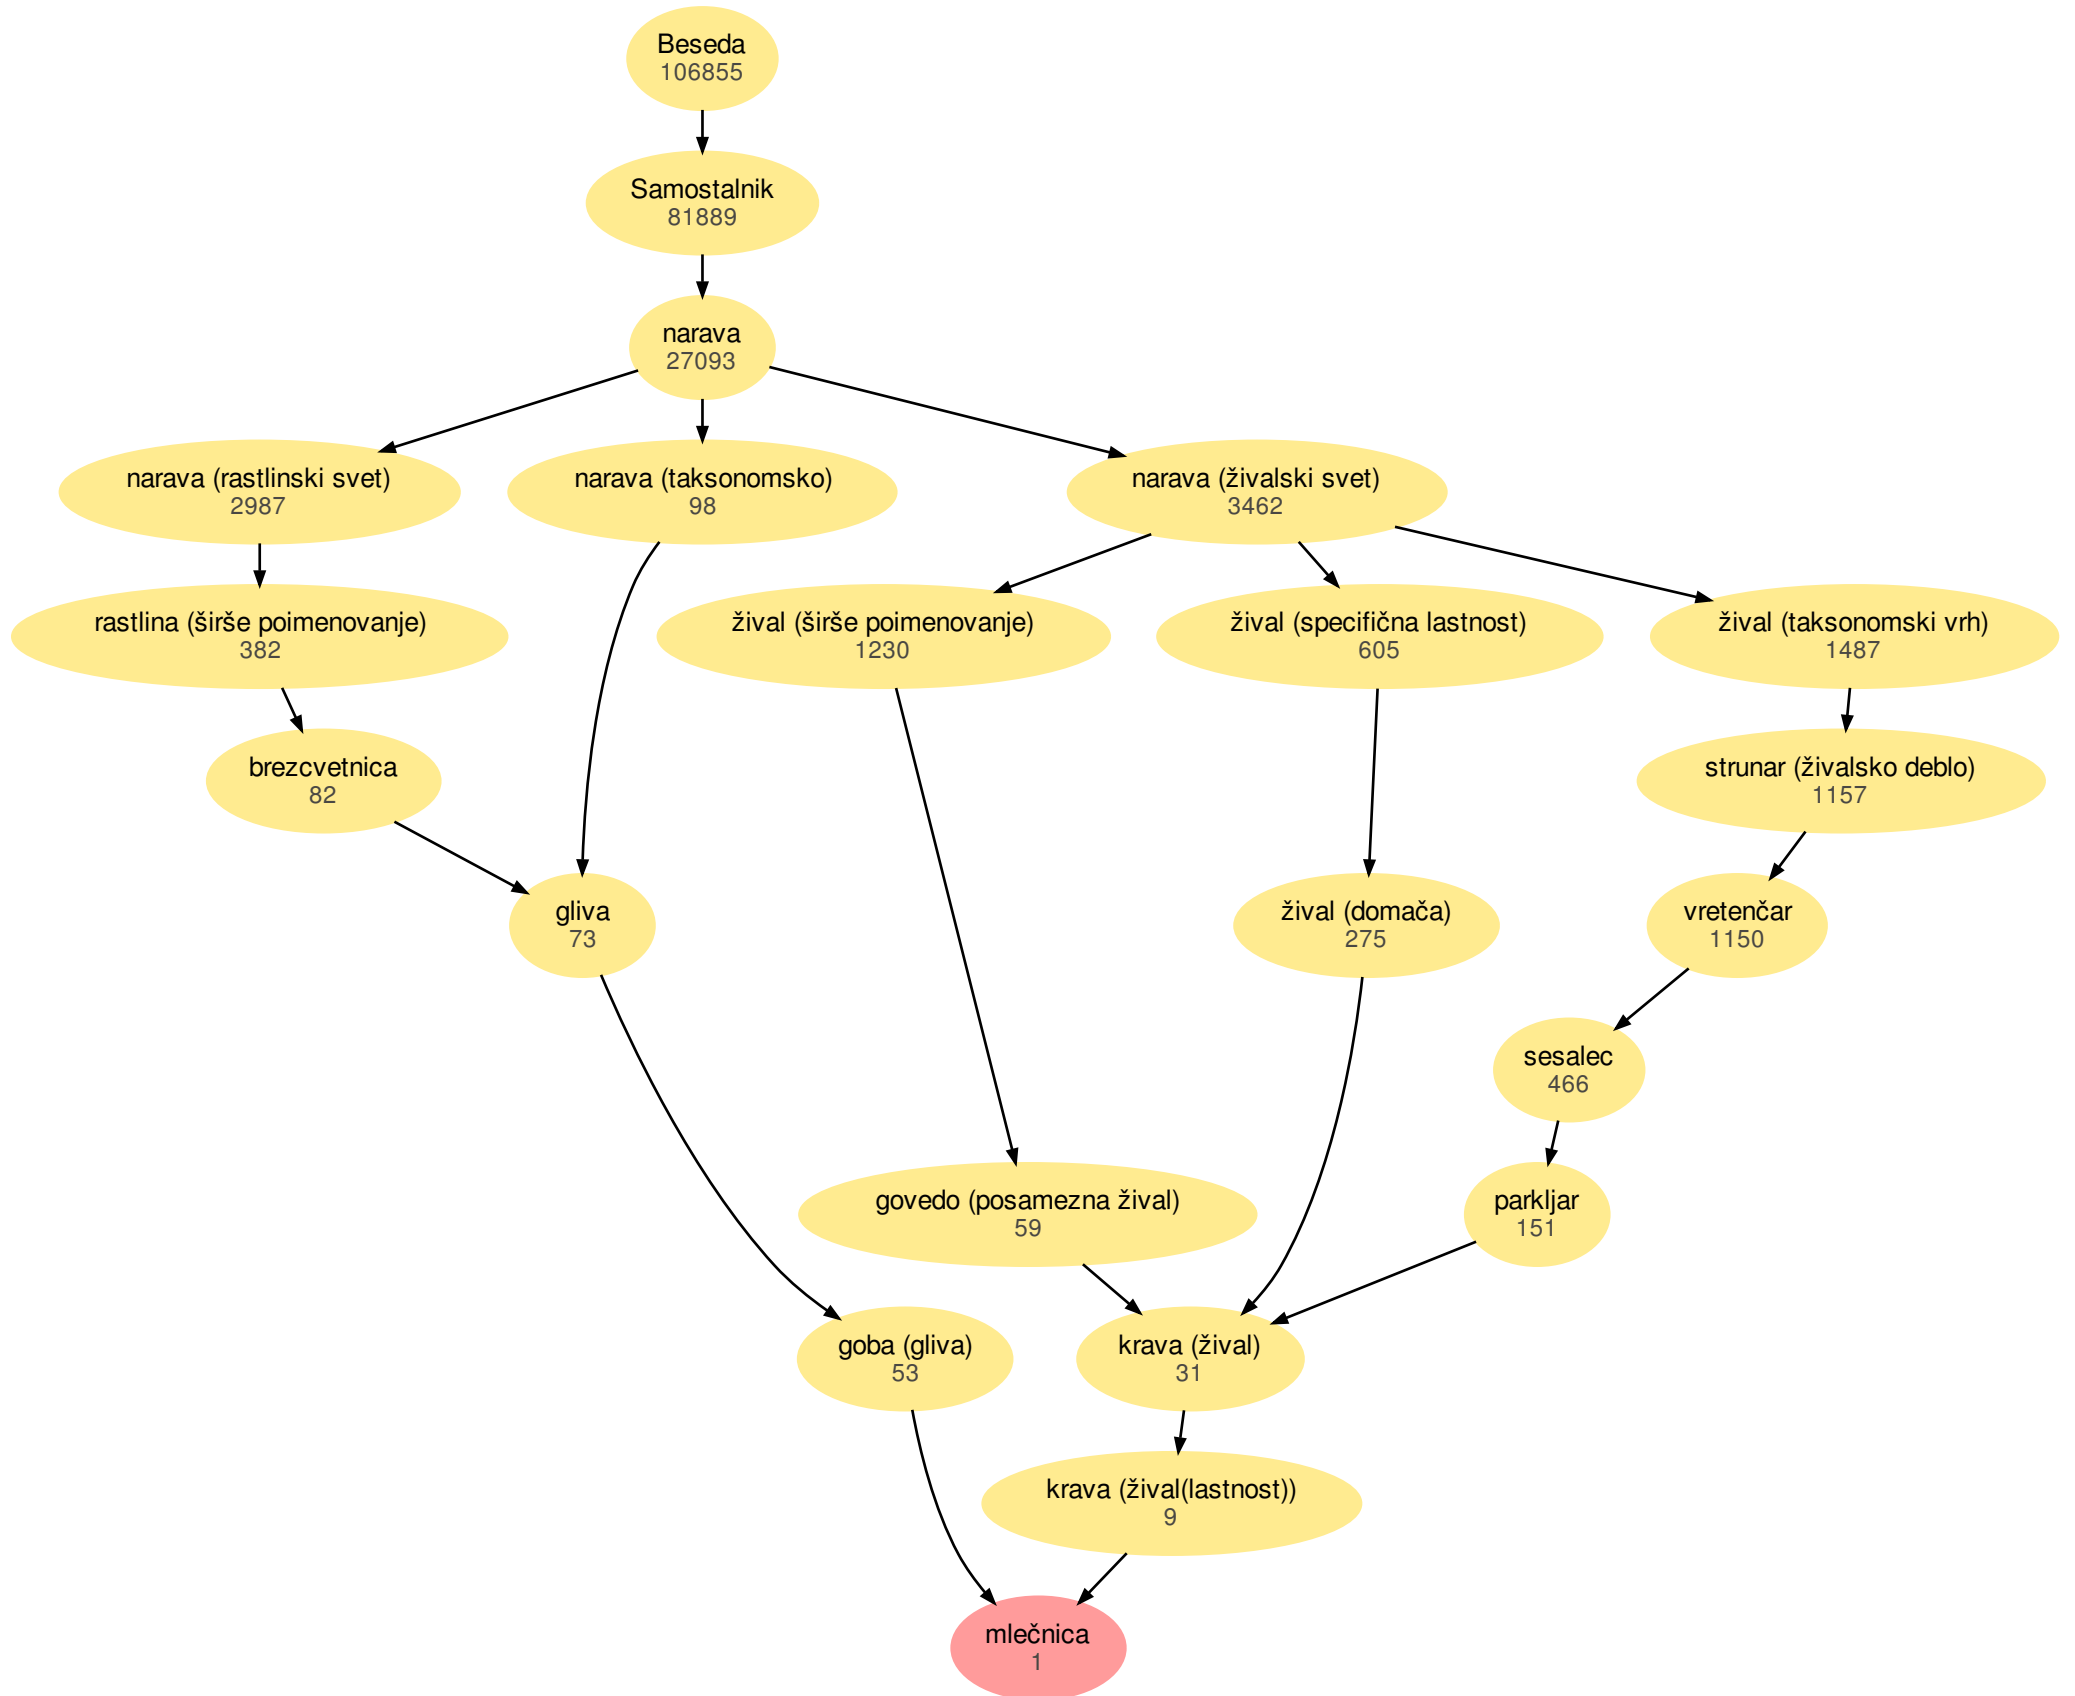 Beseda
106855
Samostalnik
81889
narava
27093
narava (rastlinski svet)
2987
narava (taksonomsko)
98
narava (živalski svet)
3462
rastlina (širše poimenovanje)
382
žival (širše poimenovanje)
1230
žival (specifična lastnost)
605
žival (taksonomski vrh)
1487
brezcvetnica
82
strunar (živalsko deblo)
1157
gliva
73
žival (domača)
275
vretenčar
1150
sesalec
466
govedo (posamezna žival)
59
parkljar
151
goba (gliva)
53
krava (žival)
31
krava (žival(lastnost))
9
mlečnica
1